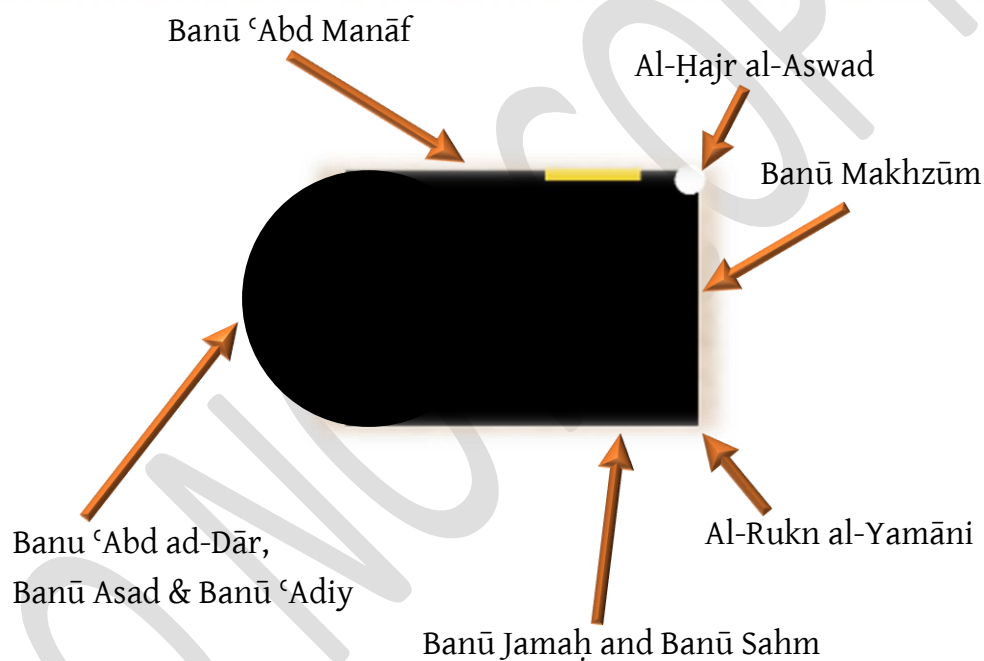 Banū ʿAbd Manāf
Al-Ḥajr al-Aswad
Banū Makhzūm
Banu ʿAbd ad-Dār,
Banū Asad & Banū ʿAdiy
Al-Rukn al-Yamāni
Banū Jamaḥ and Banū Sahm